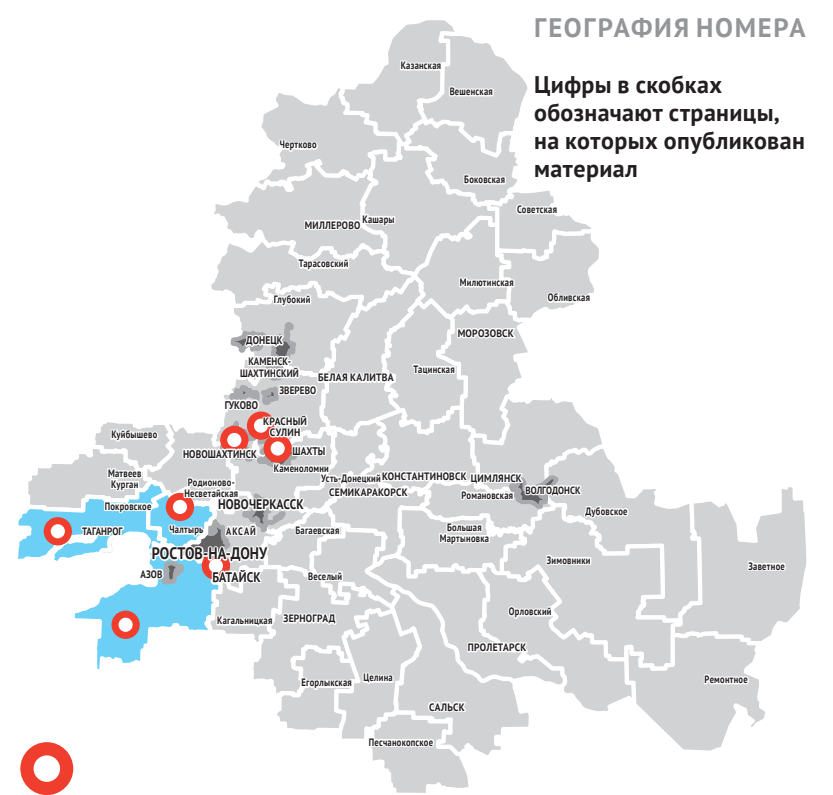 ГЕОГРАФИЯ НОМЕРА
Цифры в скобках
обозначают страницы,
на которых опубликован
материал
Казанская
Вешенская
Чертково
Боковская
Советская
МИЛЛЕРОВО
Кашары
Тарасовский
Милютинская
Обливская
Глубокий
МОРОЗОВСК
ДОНЕЦК
КАМЕНСК-
ШАХТИНСКИЙ
Тацинская
БЕЛАЯ КАЛИТВА
ЗВЕРЕВО
ГУКОВО
КРАСНЫЙ
СУЛИН
Куйбышево
НОВОШАХТИНСК
ШАХТЫ
Каменоломни
Матвеев
Курган
Родионово-
Несветайская
Усть-Донецкий
КОНСТАНТИНОВСК
ЦИМЛЯНСК
СЕМИКАРАКОРСК
Романовская
ВОЛГОДОНСК
Покровское
НОВОЧЕРКАССК
Дубовское
ТАГАНРОГ
Чалтырь
АКСАЙ
Багаевская
Большая
Мартыновка
РОСТОВ-НА-ДОНУ
Зимовники
Заветное
АЗОВ
БАТАЙСК
Веселый
Кагальницкая
ЗЕРНОГРАД
Орловский
ПРОЛЕТАРСК
Егорлыкская
Целина
Ремонтное
САЛЬСК
Песчанокопское